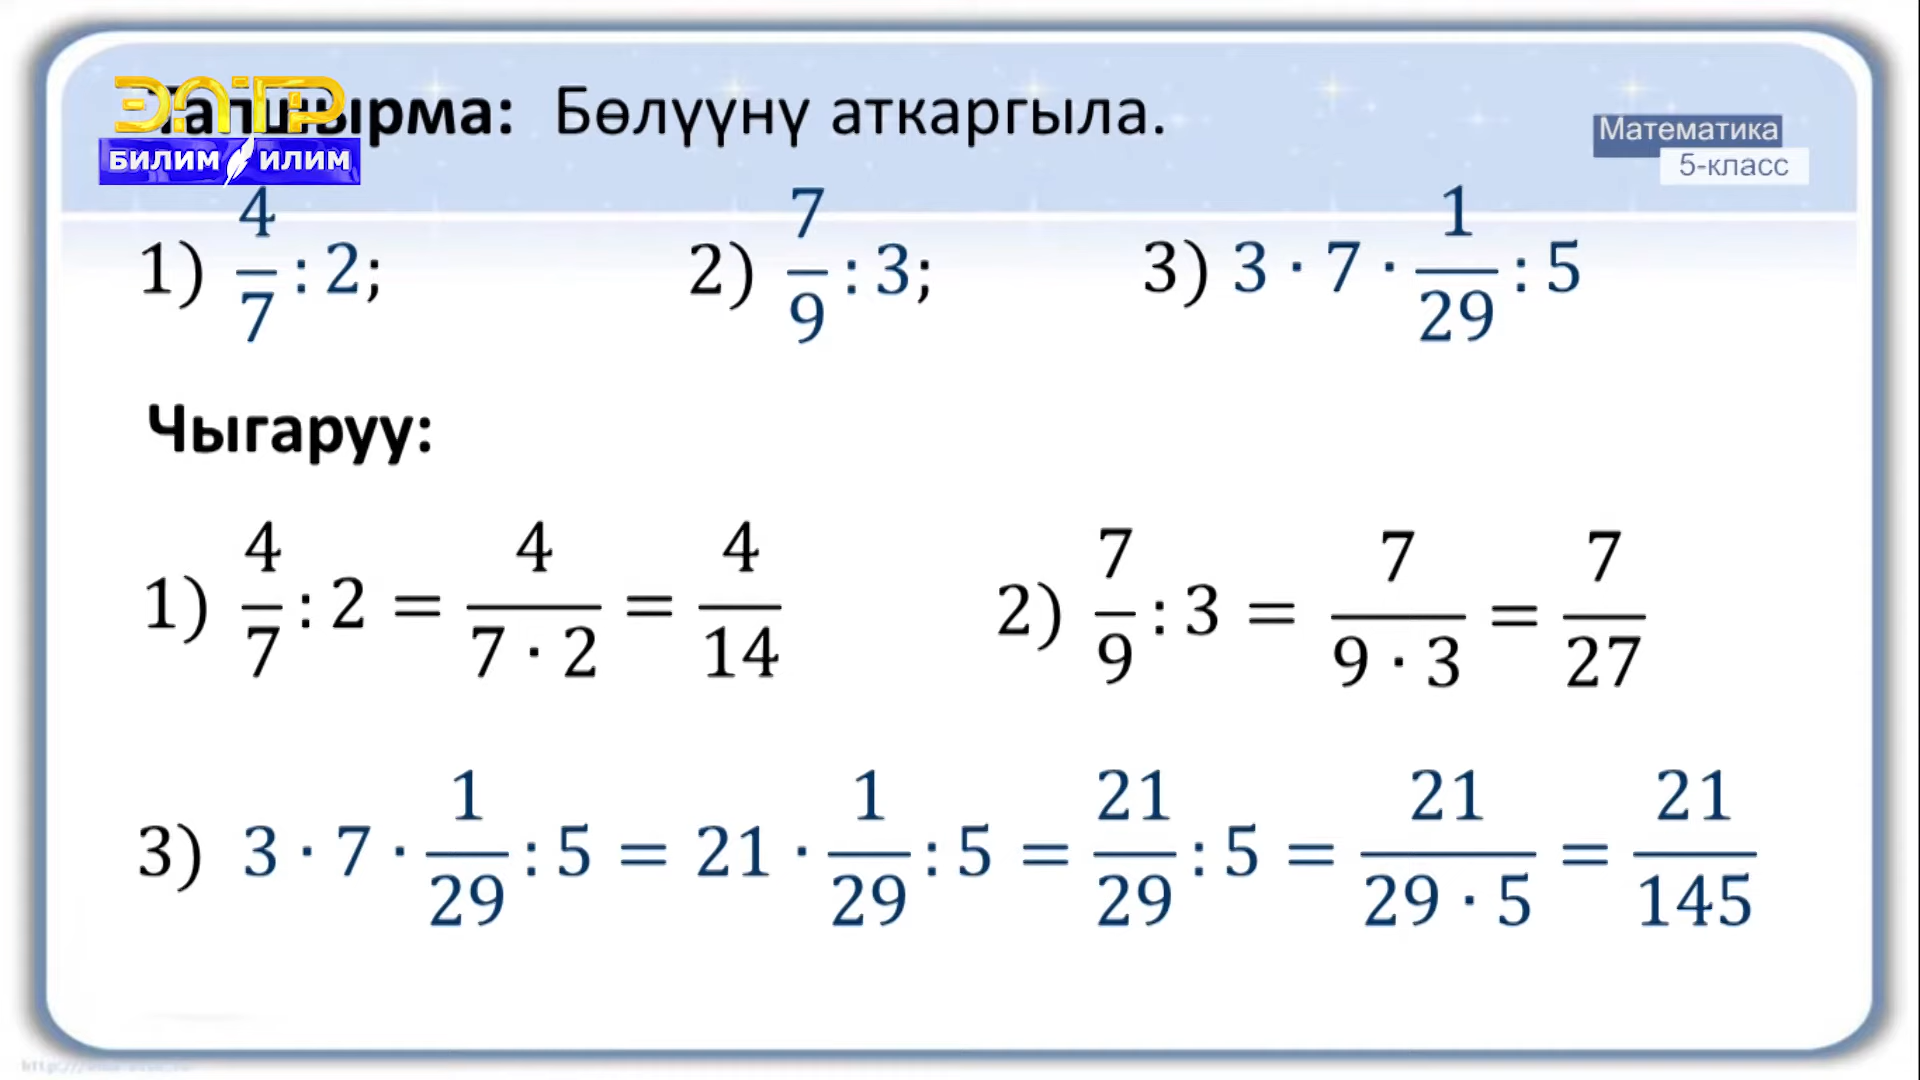 ЭЛТР
БИЛИМ ИЛИМ
Тапшырма: Бөлүүнү аткаргыла.
Математика
5-класс
1) 4/7 : 2; 2) 7/9 : 3; 3) 3 · 7 · 1/29 : 5
Чыгаруу:
1) 4/7 : 2 = 4/(7 · 2) = 4/14 2) 7/9 : 3 = 7/(9 · 3) = 7/27
3) 3 · 7 · 1/29 : 5 = 21 · 1/29 : 5 = 21/29 : 5 = 21/(29 · 5) = 21/145